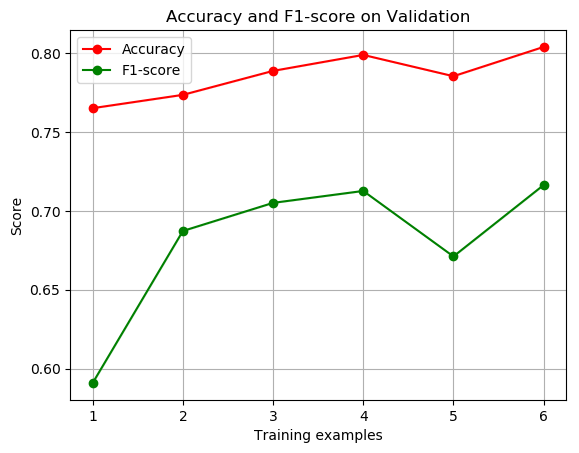 Accuracy and F1-score on Validation
Accuracy
F1-score
0.80
0.75
0.70
0.65
0.60
Score
1 2 3 4 5 6
Training examples